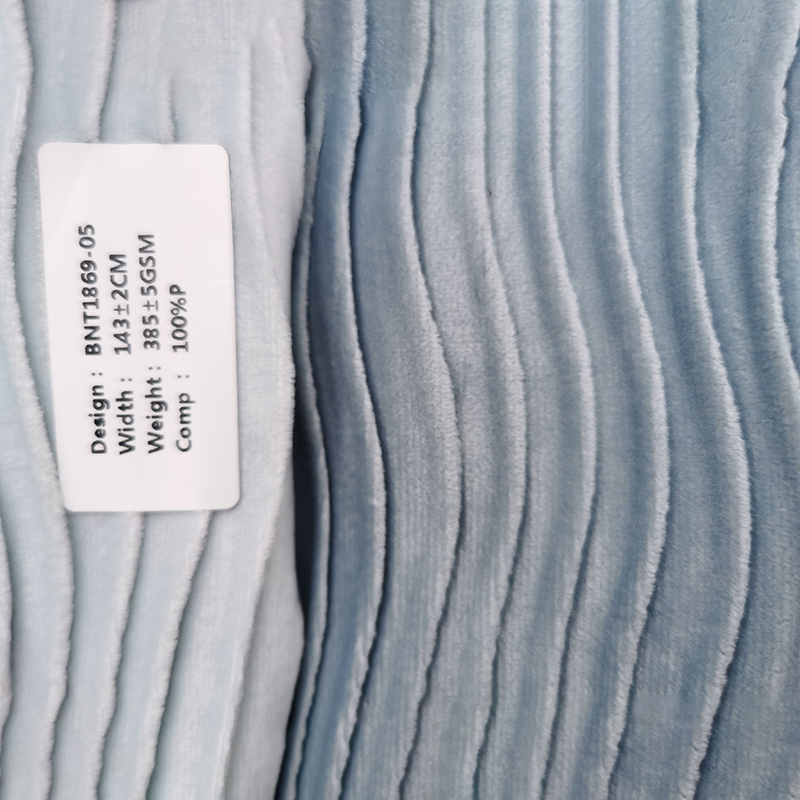 Design : BNT1869-05
Width : 143±2CM
Weight : 385±5GSM
Comp : 100%P